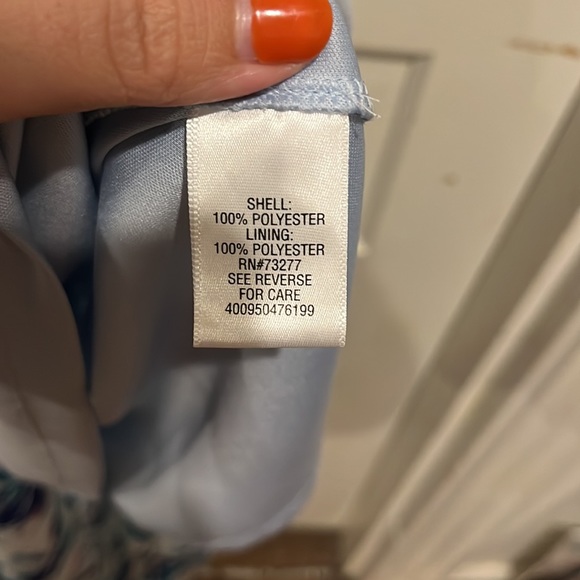 SHELL:
100% POLYESTER
LINING:
100% POLYESTER
RN#73277
SEE REVERSE
FOR CARE
400950476199